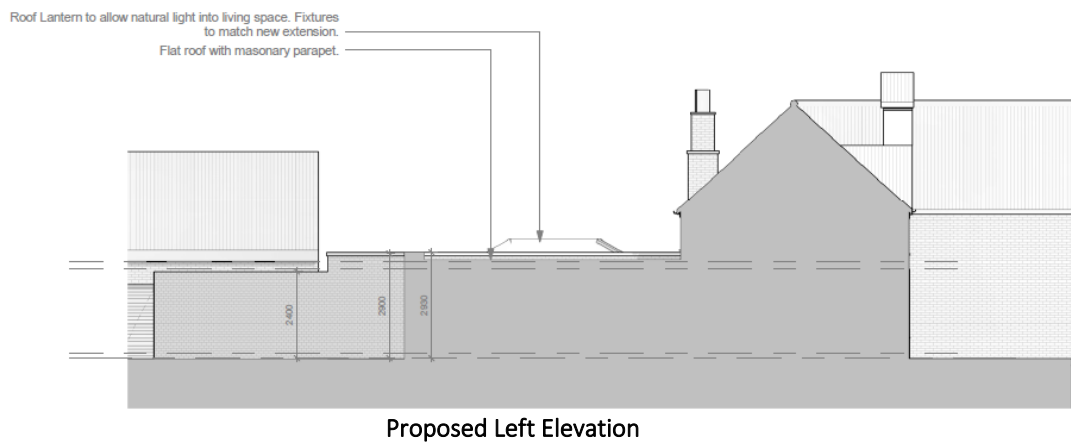 Roof Lantern to allow natural light into living space. Fixtures
to match new extension.
Flat roof with masonary parapet.
2400
2900
2930
Proposed Left Elevation